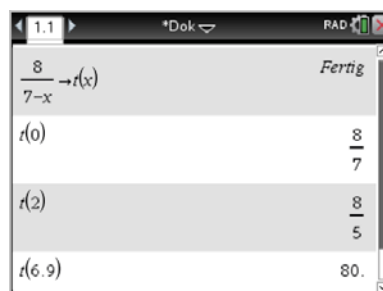 1.1 *Dok RAD
8/(7-x)→t(x) Fertig
t(0) 8/7
t(2) 8/5
t(6.9) 80.